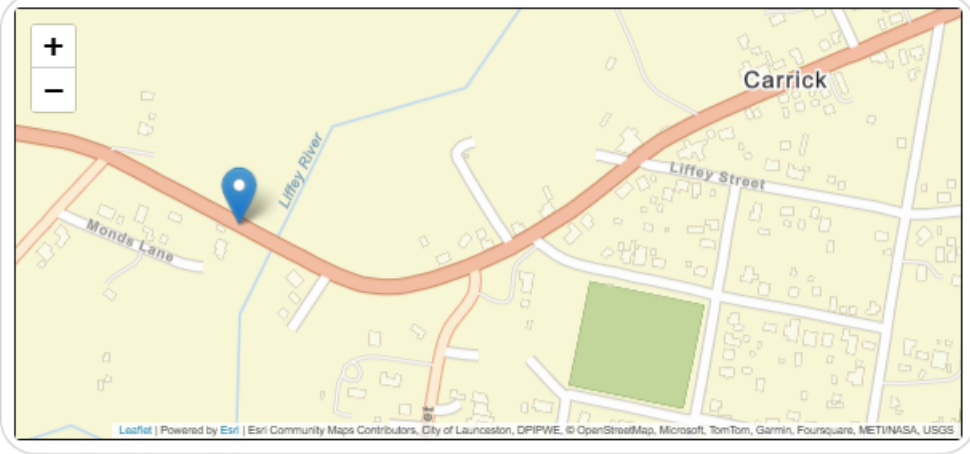 +
−
Carrick
Liffey River
Liffey Street
Monds Lane
Leaflet | Powered by Esri | Esri Community Maps Contributors, City of Launceston, DPIPWE, © OpenStreetMap, Microsoft, TomTom, Garmin, Foursquare, METI/NASA, USGS